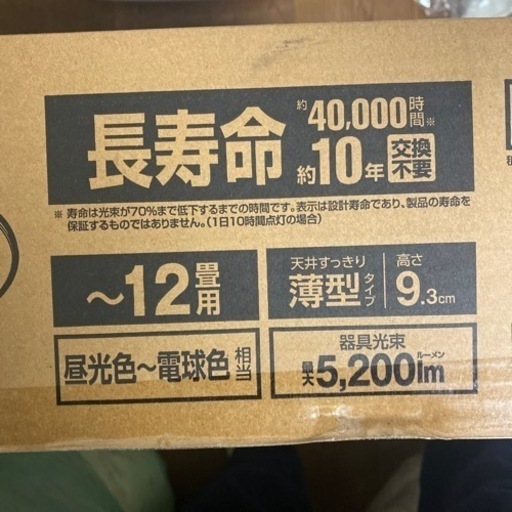 長寿命
約40,000時間※
約10年 交換不要
※ 寿命は光束が70%まで低下するまでの時間です。表示は設計寿命であり、製品の寿命を
保証するものではありません。(1日10時間点灯の場合)
〜12畳用
天井すっきり
薄型タイプ
高さ
9.3cm
昼光色〜電球色 相当
器具光束
最大5,200lm ルーメン